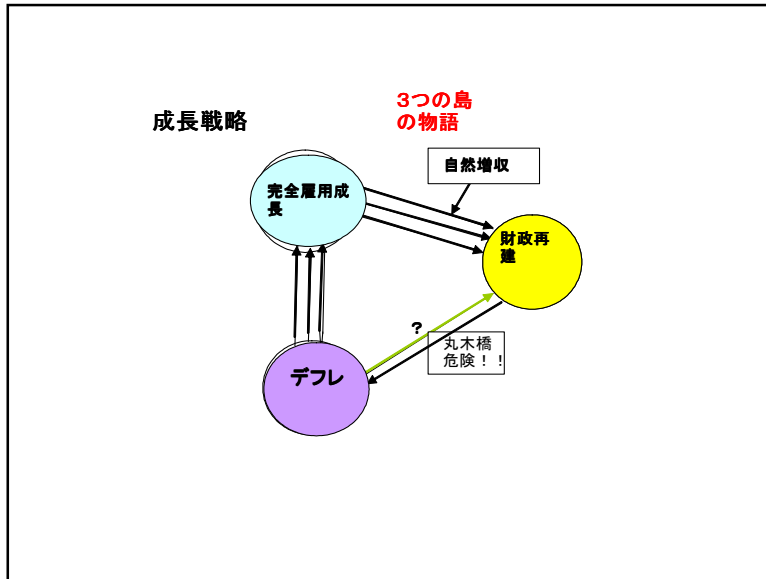 成長戦略
3つの島
の物語
自然増収
完全雇用成
長
財政再
建
?
丸木橋
危険！！
デフレ